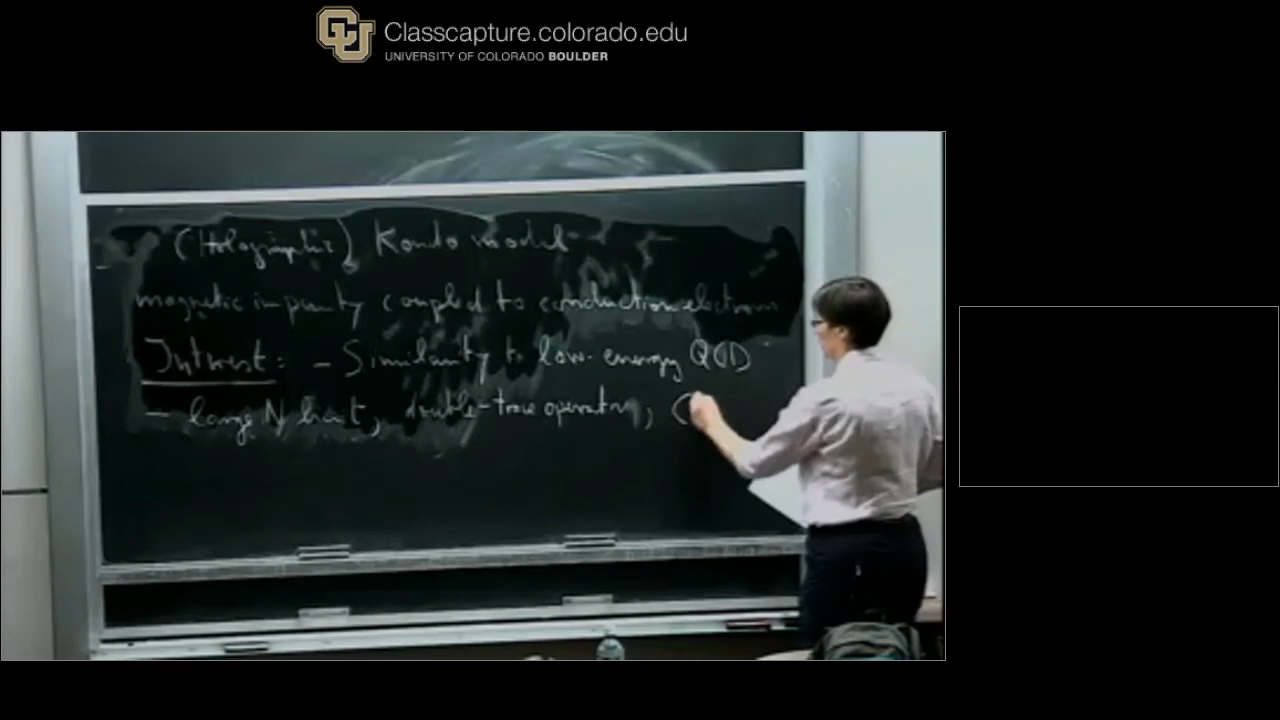 CU Classcapture.colorado.edu
UNIVERSITY OF COLORADO BOULDER
(Holographic) Kondo model
magnetic impurity coupled to conduction electrons
Interest: - Similarity to low-energy QCD
- large N limit, double-trace operators, (